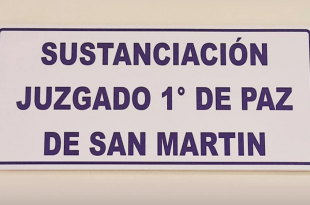 SUSTANCIACIÓN
JUZGADO 1° DE PAZ
DE SAN MARTIN